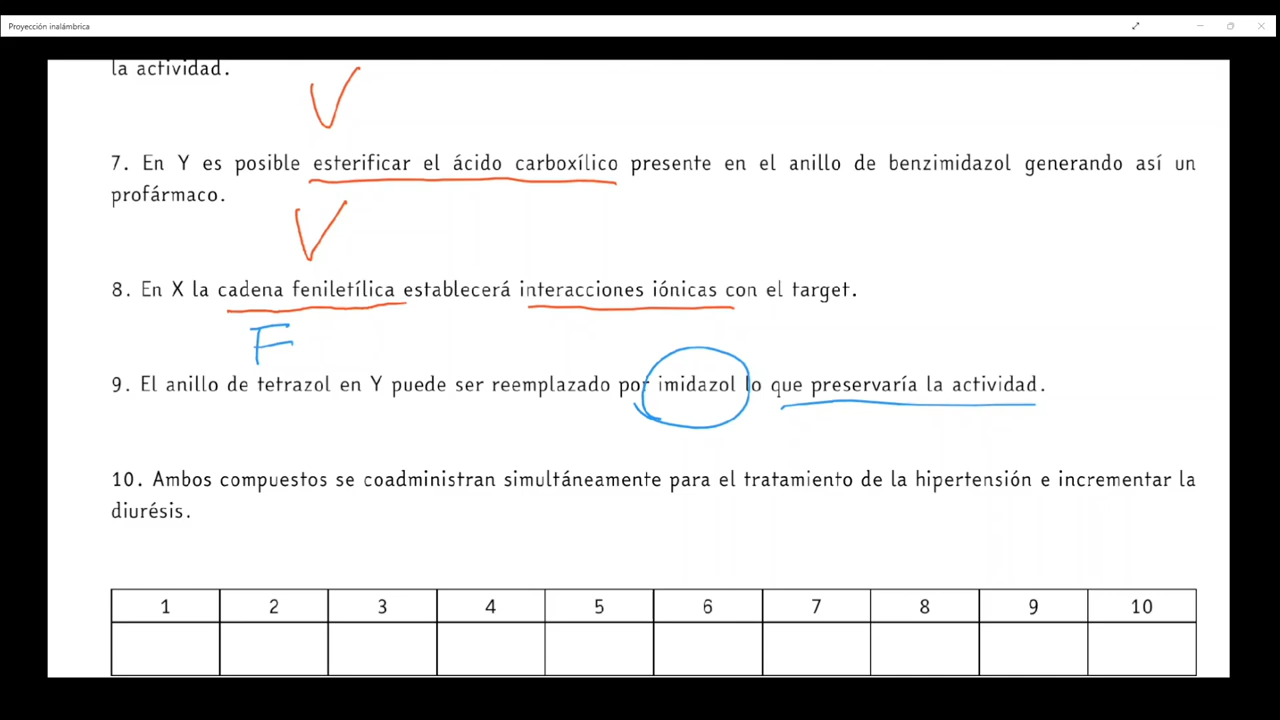 Proyección inalámbrica
la actividad.
V
7. En Y es posible esterificar el ácido carboxílico presente en el anillo de benzimidazol generando así un
profármaco.
V
8. En X la cadena feniletílica establecerá interacciones iónicas con el target.
F
9. El anillo de tetrazol en Y puede ser reemplazado por imidazol lo que preservaría la actividad.
10. Ambos compuestos se coadministran simultáneamente para el tratamiento de la hipertensión e incrementar la
diurésis.
1 2 3 4 5 6 7 8 9 10